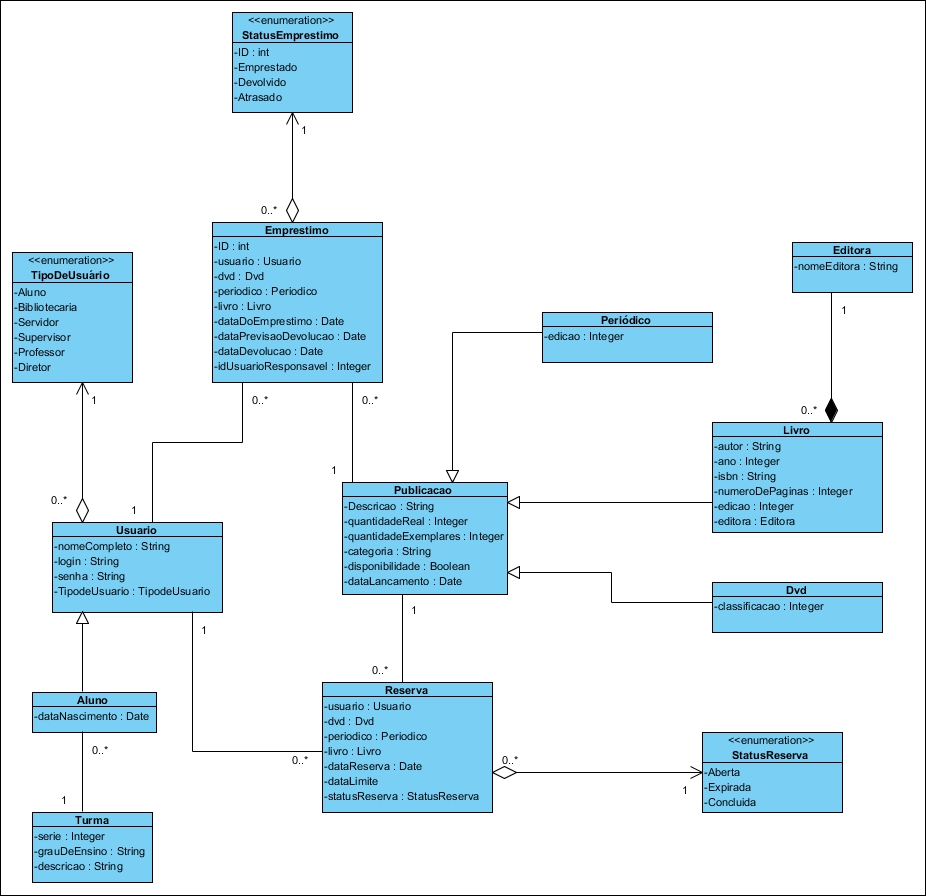 <<enumeration>>
StatusEmprestimo
-ID : int
-Emprestado
-Devolvido
-Atrasado
1
0..*
Emprestimo
-ID : int
-usuario : Usuario
-dvd : Dvd
-periodico : Periodico
-livro : Livro
-dataDoEmprestimo : Date
-dataPrevisaoDevolucao : Date
-dataDevolucao : Date
-idUsuarioResponsavel : Integer
<<enumeration>>
TipoDeUsuário
-Aluno
-Bibliotecaria
-Servidor
-Supervisor
-Professor
-Diretor
Editora
-nomeEditora : String
1
0..*
Periódico
-edicao : Integer
1
0..*
0..*
Livro
-autor : String
-ano : Integer
-isbn : String
-numeroDePaginas : Integer
-edicao : Integer
-editora : Editora
0..*
1
1
Usuario
-nomeCompleto : String
-login : String
-senha : String
-TipodeUsuario : TipodeUsuario
Publicacao
-Descricao : String
-quantidadeReal : Integer
-quantidadeExemplares : Integer
-categoria : String
-disponibilidade : Boolean
-dataLancamento : Date
Dvd
-classificacao : Integer
1
1
0..*
Aluno
-dataNascimento : Date
0..*
1
Turma
-serie : Integer
-grauDeEnsino : String
-descricao : String
Reserva
-usuario : Usuario
-dvd : Dvd
-periodico : Periodico
-livro : Livro
-dataReserva : Date
-dataLimite
-statusReserva : StatusReserva
0..*
0..*
1
<<enumeration>>
StatusReserva
-Aberta
-Expirada
-Concluida